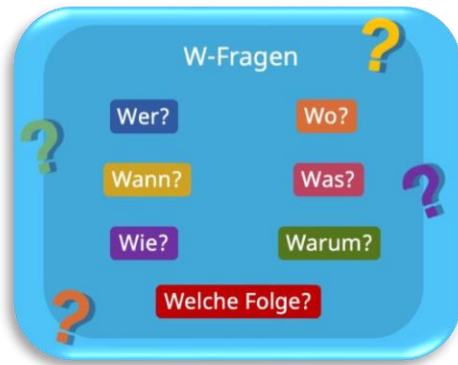 W-Fragen
Wer? Wo?
Wann? Was?
Wie? Warum?
Welche Folge?